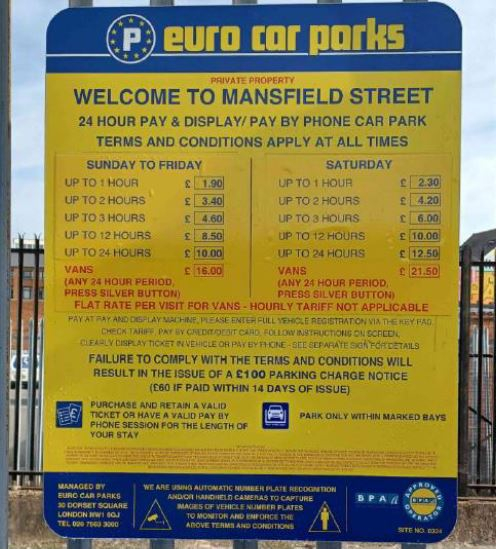 P euro car parks
PRIVATE PROPERTY
WELCOME TO MANSFIELD STREET
24 HOUR PAY & DISPLAY/ PAY BY PHONE CAR PARK
TERMS AND CONDITIONS APPLY AT ALL TIMES
SUNDAY TO FRIDAY
UP TO 1 HOUR £ 1.90
UP TO 2 HOURS £ 3.40
UP TO 3 HOURS £ 4.60
UP TO 12 HOURS £ 8.50
UP TO 24 HOURS £ 10.00
VANS £ 16.00
(ANY 24 HOUR PERIOD,
PRESS SILVER BUTTON)
SATURDAY
UP TO 1 HOUR £ 2.30
UP TO 2 HOURS £ 4.20
UP TO 3 HOURS £ 6.00
UP TO 12 HOURS £ 10.00
UP TO 24 HOURS £ 12.50
VANS £ 21.50
(ANY 24 HOUR PERIOD,
PRESS SILVER BUTTON)
FLAT RATE PER VISIT FOR VANS - HOURLY TARIFF NOT APPLICABLE
PAY AT PAY AND DISPLAY MACHINE, PLEASE ENTER FULL VEHICLE REGISTRATION VIA THE KEY PAD,
CHECK TARIFF, PAY BY CREDIT/DEBIT CARD, FOLLOW INSTRUCTIONS ON SCREEN,
CLEARLY DISPLAY TICKET IN VEHICLE OR PAY BY PHONE - SEE SEPARATE SIGN FOR DETAILS
FAILURE TO COMPLY WITH THE TERMS AND CONDITIONS WILL
RESULT IN THE ISSUE OF A £100 PARKING CHARGE NOTICE
(£60 IF PAID WITHIN 14 DAYS OF ISSUE)
PURCHASE AND RETAIN A VALID
TICKET OR HAVE A VALID PAY BY
PHONE SESSION FOR THE LENGTH OF
YOUR STAY
PARK ONLY WITHIN MARKED BAYS
MANAGED BY
EURO CAR PARKS
30 DORSET SQUARE
LONDON NW1 6QJ
TEL 020 7563 3000
WE ARE USING AUTOMATIC NUMBER PLATE RECOGNITION
AND/OR HANDHELD CAMERAS TO CAPTURE
IMAGES OF VEHICLE NUMBER PLATES
TO MONITOR AND ENFORCE THE
ABOVE TERMS AND CONDITIONS
BPA
APPROVED
BPA
OPERATOR
SITE NO.